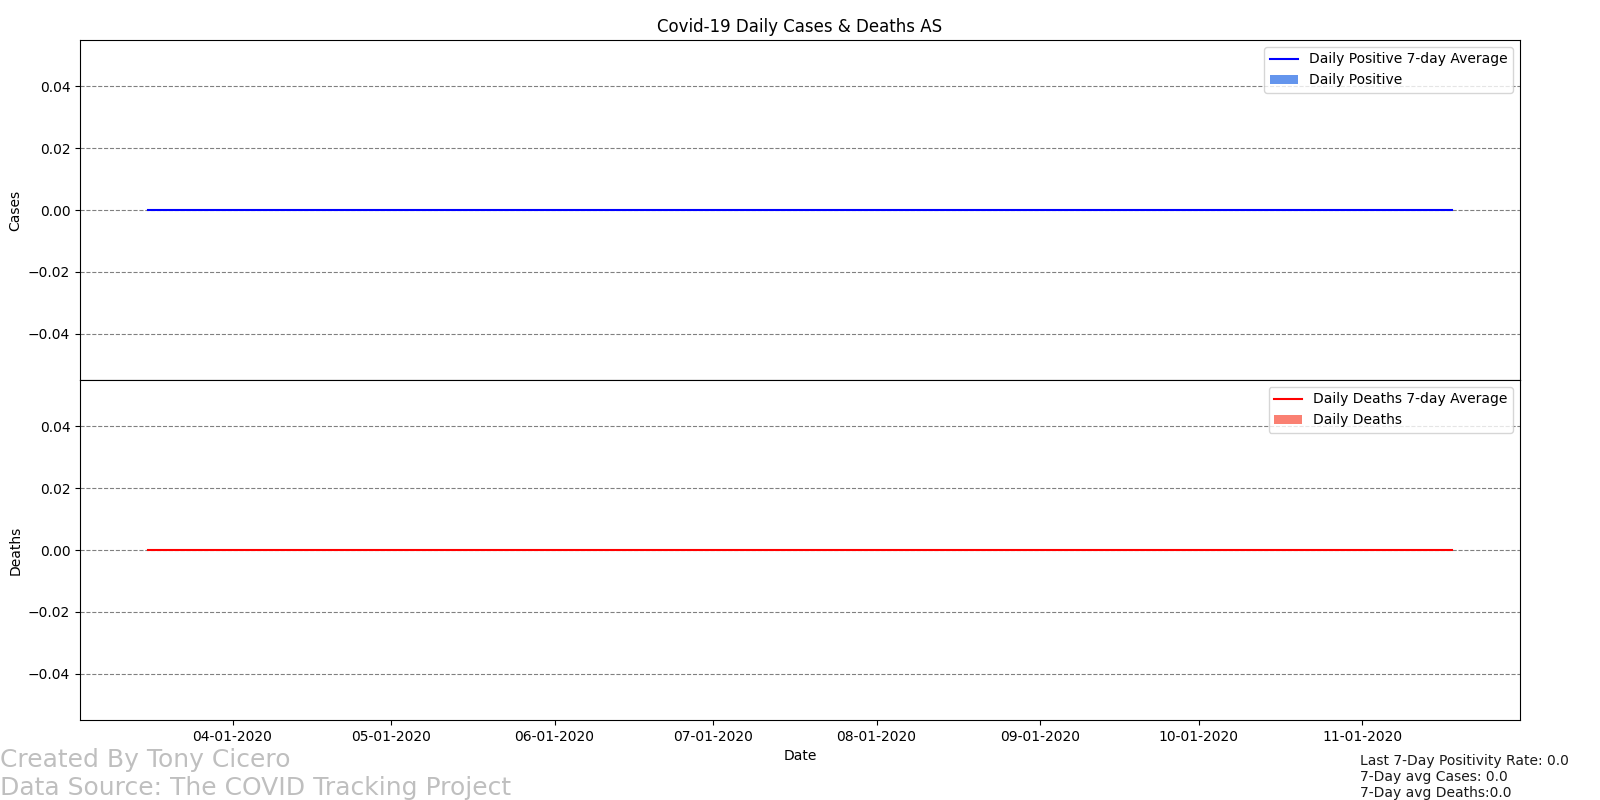 Covid-19 Daily Cases & Deaths AS
Daily Positive 7-day Average
Daily Positive
0.04
0.02
0.00
−0.02
−0.04
Cases
Daily Deaths 7-day Average
Daily Deaths
0.04
0.02
0.00
−0.02
−0.04
Deaths
04-01-2020 05-01-2020 06-01-2020 07-01-2020 08-01-2020 09-01-2020 10-01-2020 11-01-2020
Date
Created By Tony Cicero
Data Source: The COVID Tracking Project
Last 7-Day Positivity Rate: 0.0
7-Day avg Cases: 0.0
7-Day avg Deaths:0.0